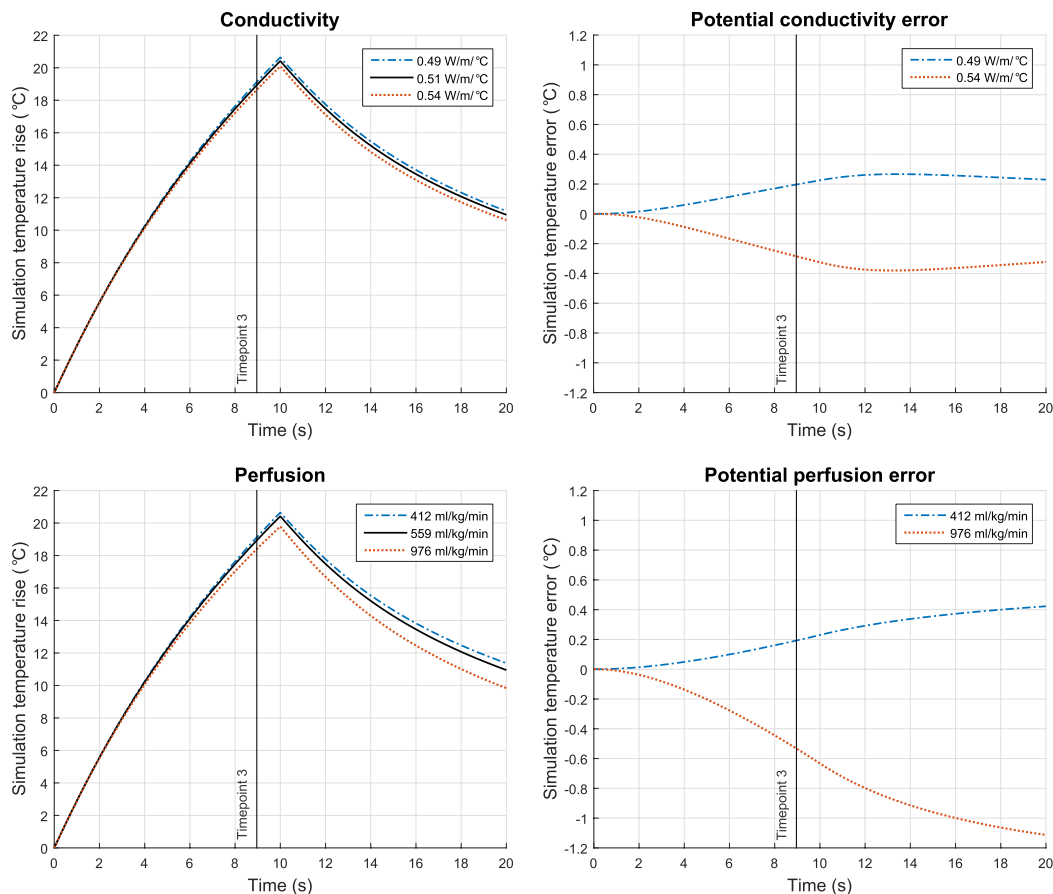 Conductivity
22
20
18
16
14
12
10
8
6
4
2
0
Simulation temperature rise (°C)
0.49 W/m/°C
0.51 W/m/°C
0.54 W/m/°C
Timepoint 3
0 2 4 6 8 10 12 14 16 18 20
Time (s)
Potential conductivity error
1.2
1
0.8
0.6
0.4
0.2
0
-0.2
-0.4
-0.6
-0.8
-1
-1.2
Simulation temperature error (°C)
0.49 W/m/°C
0.54 W/m/°C
Timepoint 3
0 2 4 6 8 10 12 14 16 18 20
Time (s)
Perfusion
22
20
18
16
14
12
10
8
6
4
2
0
Simulation temperature rise (°C)
412 ml/kg/min
559 ml/kg/min
976 ml/kg/min
Timepoint 3
0 2 4 6 8 10 12 14 16 18 20
Time (s)
Potential perfusion error
1.2
1
0.8
0.6
0.4
0.2
0
-0.2
-0.4
-0.6
-0.8
-1
-1.2
Simulation temperature error (°C)
412 ml/kg/min
976 ml/kg/min
Timepoint 3
0 2 4 6 8 10 12 14 16 18 20
Time (s)